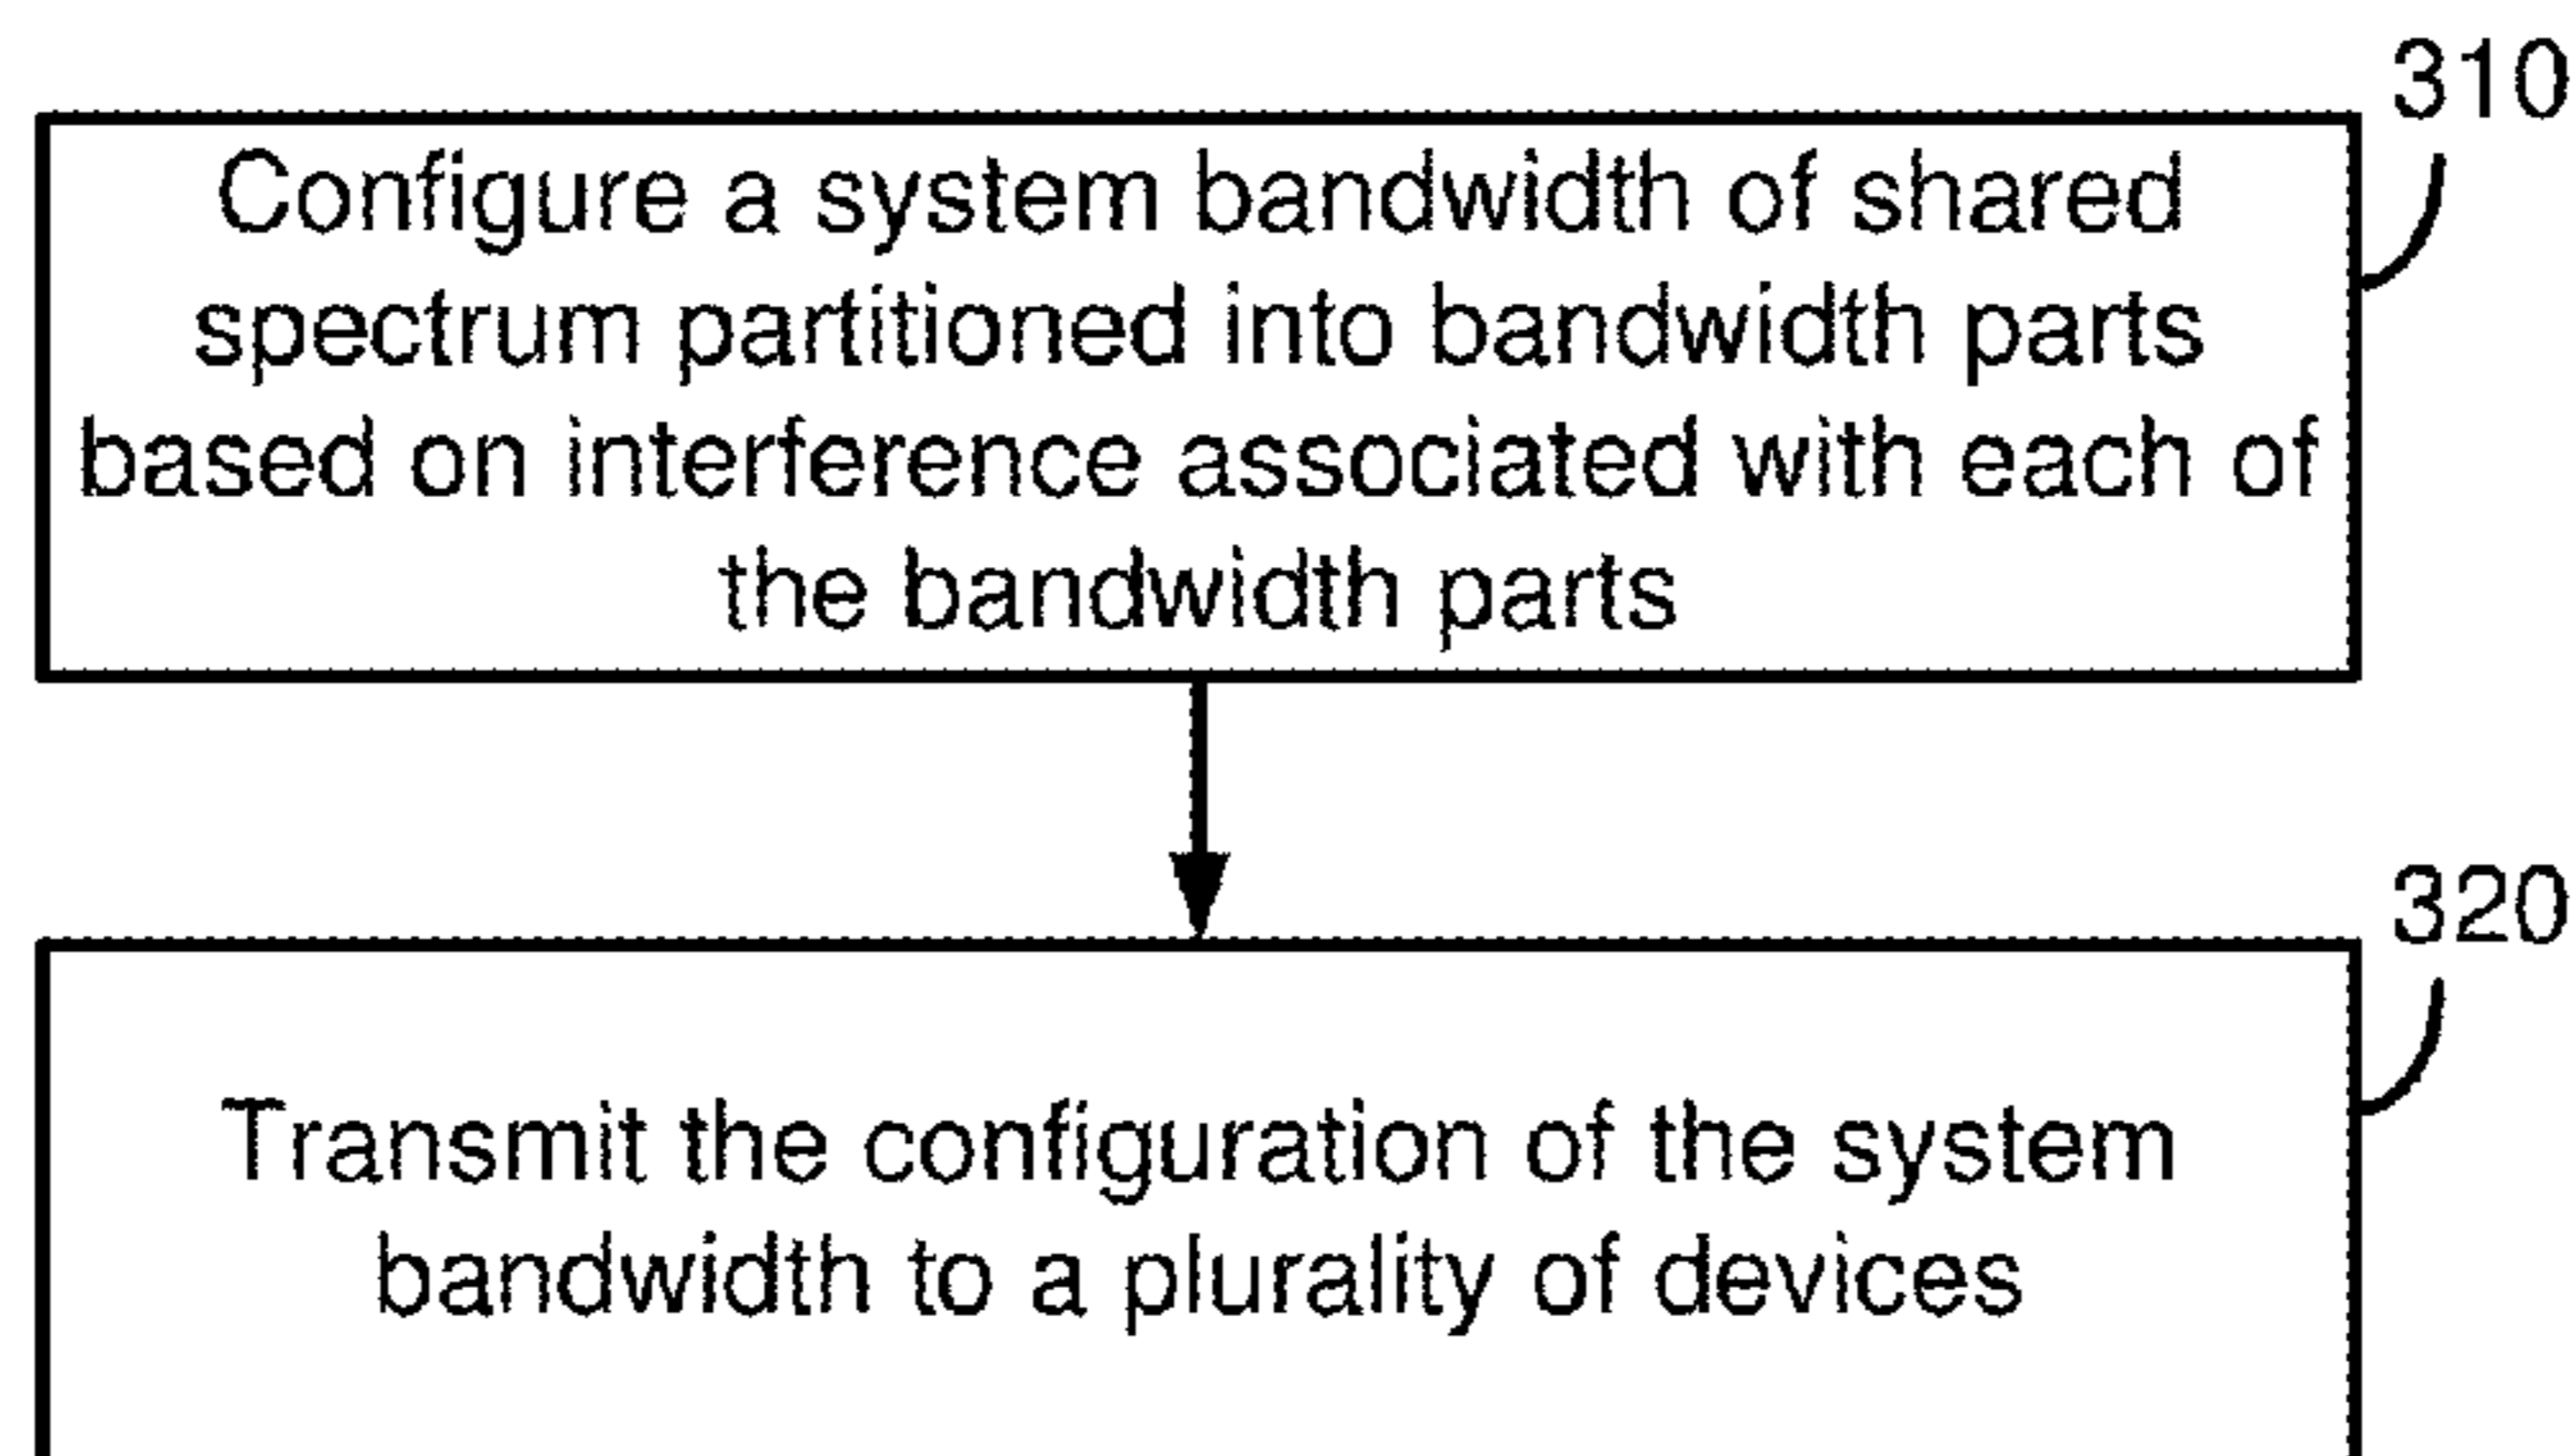 310
Configure a system bandwidth of shared
spectrum partitioned into bandwidth parts
based on interference associated with each of
the bandwidth parts
320
Transmit the configuration of the system
bandwidth to a plurality of devices